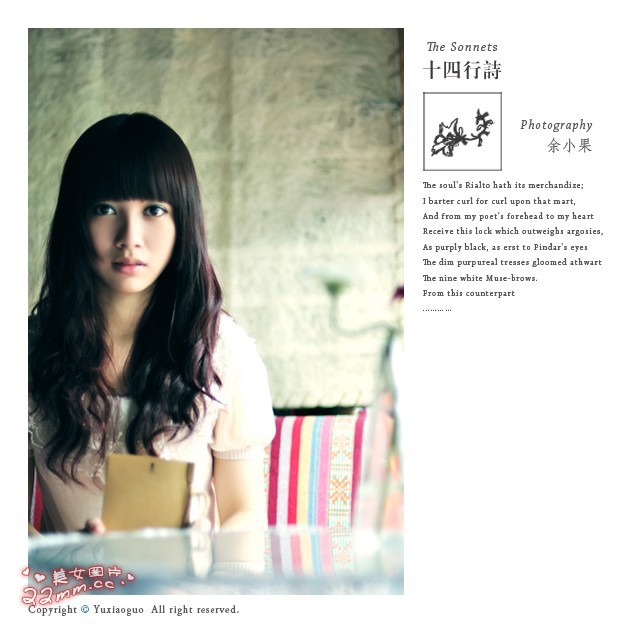 The Sonnets
十四行詩
Photography
余小果
The soul's Rialto hath its merchandize;
I barter curl for curl upon that mart,
And from my poet's forehead to my heart
Receive this lock which outweighs argosies,
As purply black, as erst to Pindar's eyes
The dim purpureal tresses gloomed athwart
The nine white Muse-brows.
From this counterpart
............
美女图片
22mm.cc
Copyright © Yuxiaoguo All right reserved.